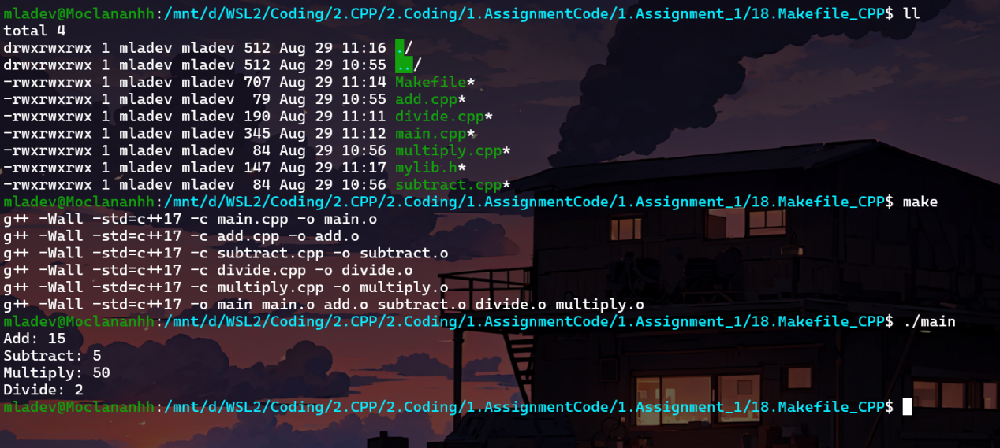 mladev@Moclananhh:/mnt/d/WSL2/Coding/2.CPP/2.Coding/1.AssignmentCode/1.Assignment_1/18.Makefile_CPP$ ll
total 4
drwxrwxrwx 1 mladev mladev 512 Aug 29 11:16 ./
drwxrwxrwx 1 mladev mladev 512 Aug 29 10:55 ../
-rwxrwxrwx 1 mladev mladev 707 Aug 29 11:14 Makefile*
-rwxrwxrwx 1 mladev mladev  79 Aug 29 10:55 add.cpp*
-rwxrwxrwx 1 mladev mladev 190 Aug 29 11:11 divide.cpp*
-rwxrwxrwx 1 mladev mladev 345 Aug 29 11:12 main.cpp*
-rwxrwxrwx 1 mladev mladev  84 Aug 29 10:56 multiply.cpp*
-rwxrwxrwx 1 mladev mladev 147 Aug 29 11:17 mylib.h*
-rwxrwxrwx 1 mladev mladev  84 Aug 29 10:56 subtract.cpp*
mladev@Moclananhh:/mnt/d/WSL2/Coding/2.CPP/2.Coding/1.AssignmentCode/1.Assignment_1/18.Makefile_CPP$ make
g++ -Wall -std=c++17 -c main.cpp -o main.o
g++ -Wall -std=c++17 -c add.cpp -o add.o
g++ -Wall -std=c++17 -c subtract.cpp -o subtract.o
g++ -Wall -std=c++17 -c divide.cpp -o divide.o
g++ -Wall -std=c++17 -c multiply.cpp -o multiply.o
g++ -Wall -std=c++17 -o main main.o add.o subtract.o divide.o multiply.o
mladev@Moclananhh:/mnt/d/WSL2/Coding/2.CPP/2.Coding/1.AssignmentCode/1.Assignment_1/18.Makefile_CPP$ ./main
Add: 15
Subtract: 5
Multiply: 50
Divide: 2
mladev@Moclananhh:/mnt/d/WSL2/Coding/2.CPP/2.Coding/1.AssignmentCode/1.Assignment_1/18.Makefile_CPP$